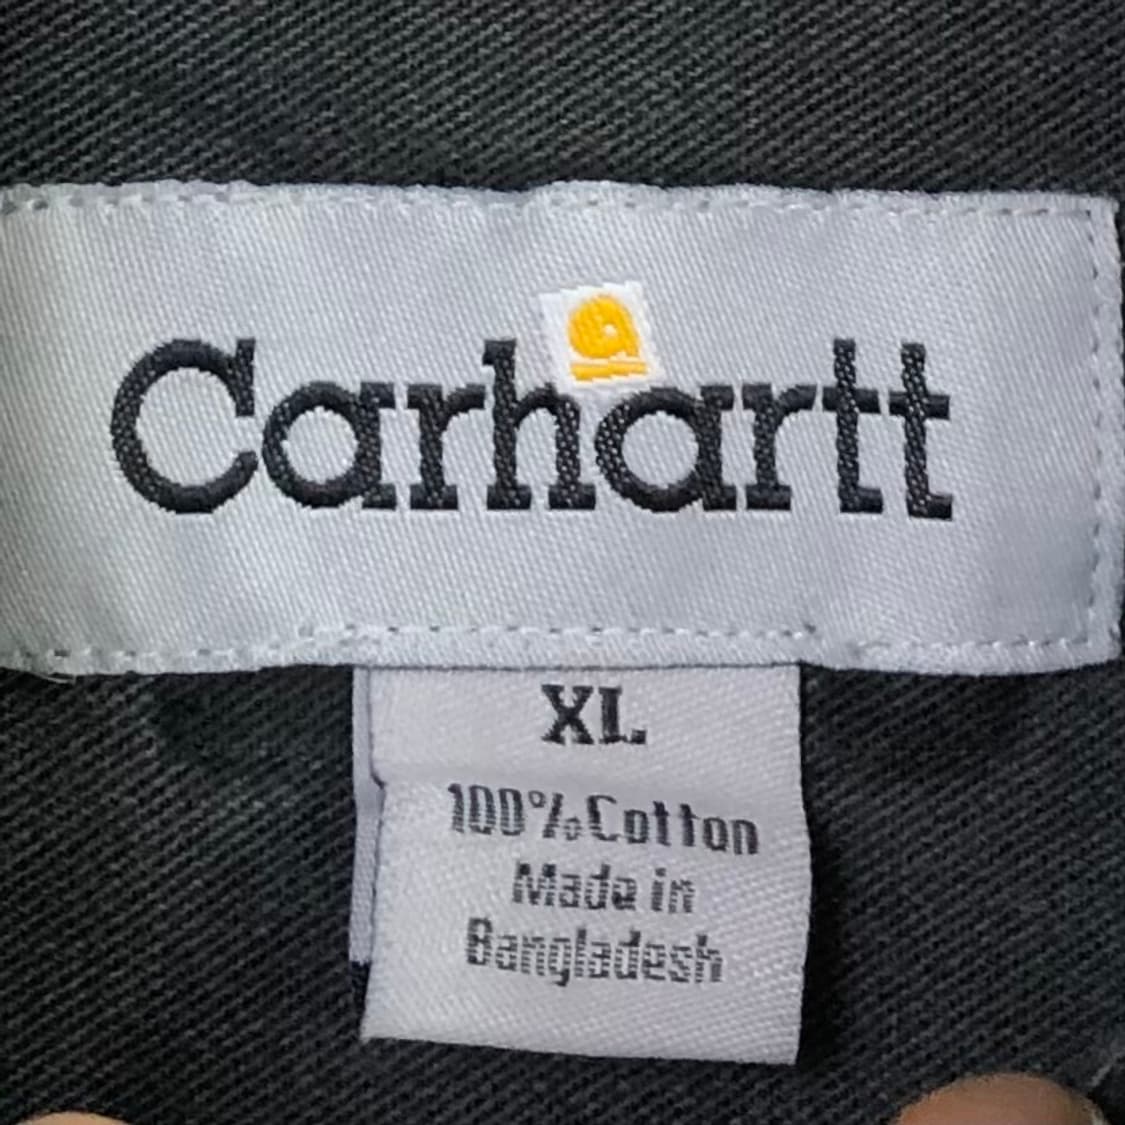 Carhartt
XL
100% Cotton
Made in
Bangladesh